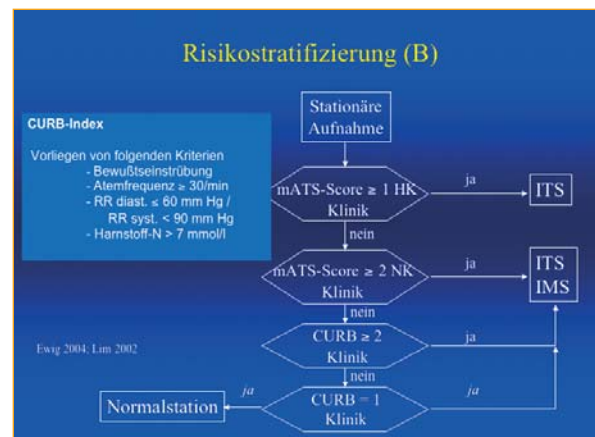 Risikostratifizierung (B)
CURB-Index
Vorliegen von folgenden Kriterien
- Bewußtseinstrübung
- Atemfrequenz ≥ 30/min
- RR diast. ≤ 60 mm Hg /
RR syst. < 90 mm Hg
- Harnstoff-N > 7 mmol/l
Stationäre
Aufnahme
mATS-Score ≥ 1 HK
Klinik
ja
ITS
nein
mATS-Score ≥ 2 NK
Klinik
ja
ITS
IMS
nein
CURB ≥ 2
Klinik
ja
nein
CURB = 1
Klinik
ja
ja
Normalstation
Ewig 2004; Lim 2002